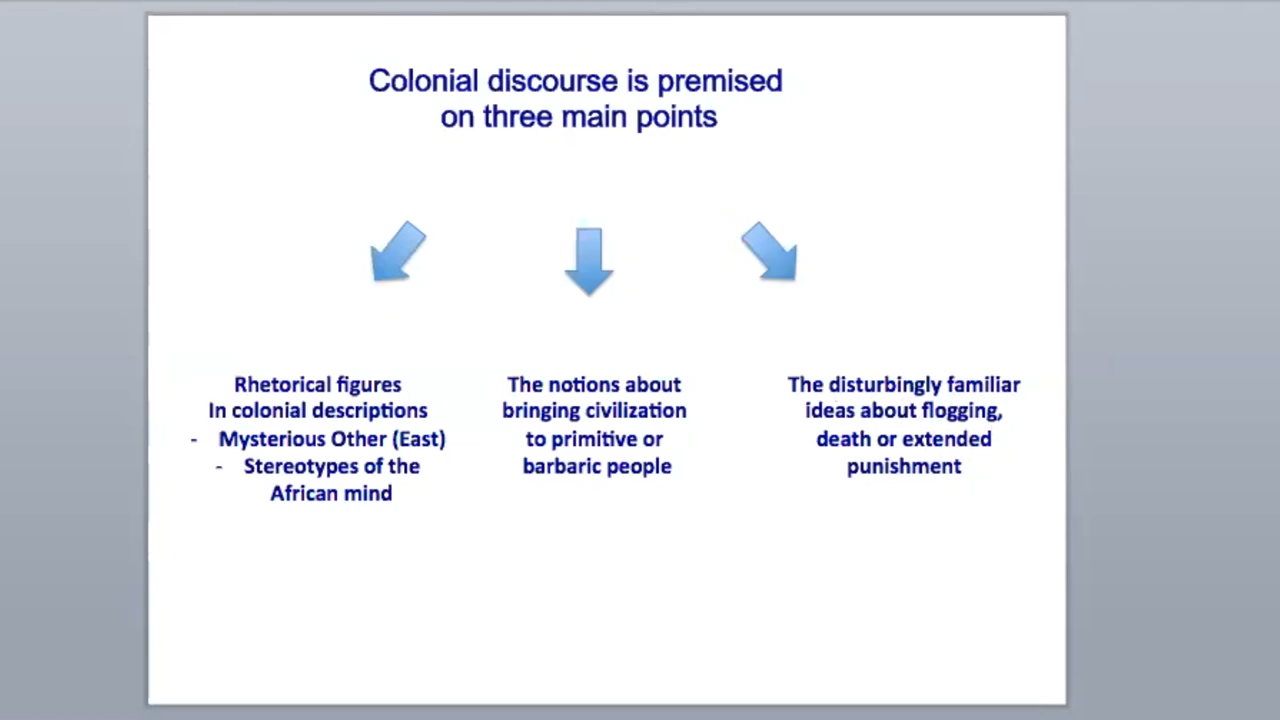 Colonial discourse is premised
on three main points
Rhetorical figures
In colonial descriptions
- Mysterious Other (East)
- Stereotypes of the
African mind
The notions about
bringing civilization
to primitive or
barbaric people
The disturbingly familiar
ideas about flogging,
death or extended
punishment